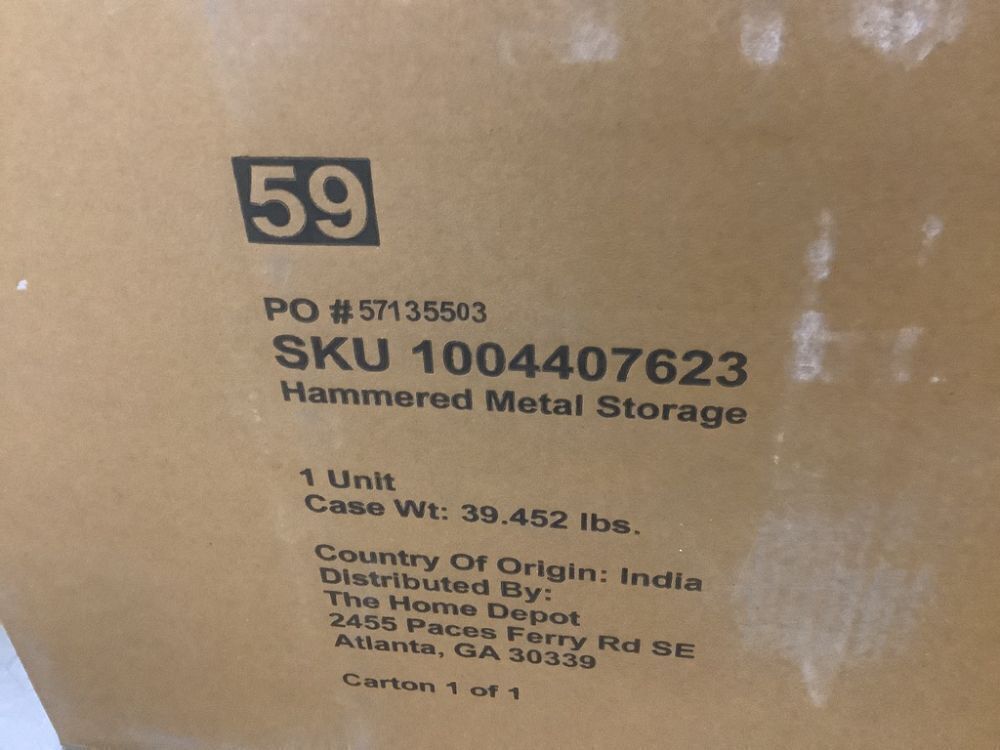 59
PO # 57135503
SKU 1004407623
Hammered Metal Storage
1 Unit
Case Wt: 39.452 lbs.
Country Of Origin: India
Distributed By:
The Home Depot
2455 Paces Ferry Rd SE
Atlanta, GA 30339
Carton 1 of 1